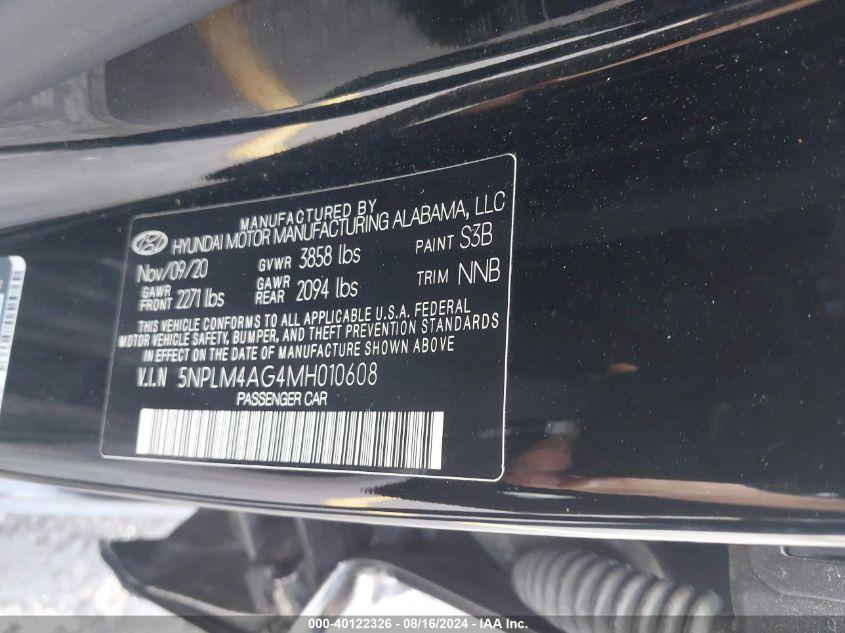 MANUFACTURED BY
HYUNDAI MOTOR MANUFACTURING ALABAMA, LLC
Nov/09/20 GVWR 3858 lbs PAINT S3B
GAWR FRONT 2271 lbs GAWR REAR 2094 lbs TRIM NNB
THIS VEHICLE CONFORMS TO ALL APPLICABLE U.S.A. FEDERAL
MOTOR VEHICLE SAFETY, BUMPER, AND THEFT PREVENTION STANDARDS
IN EFFECT ON THE DATE OF MANUFACTURE SHOWN ABOVE
V.I.N 5NPLM4AG4MH010608
PASSENGER CAR
000-40122326 - 08/16/2024 - IAA Inc.